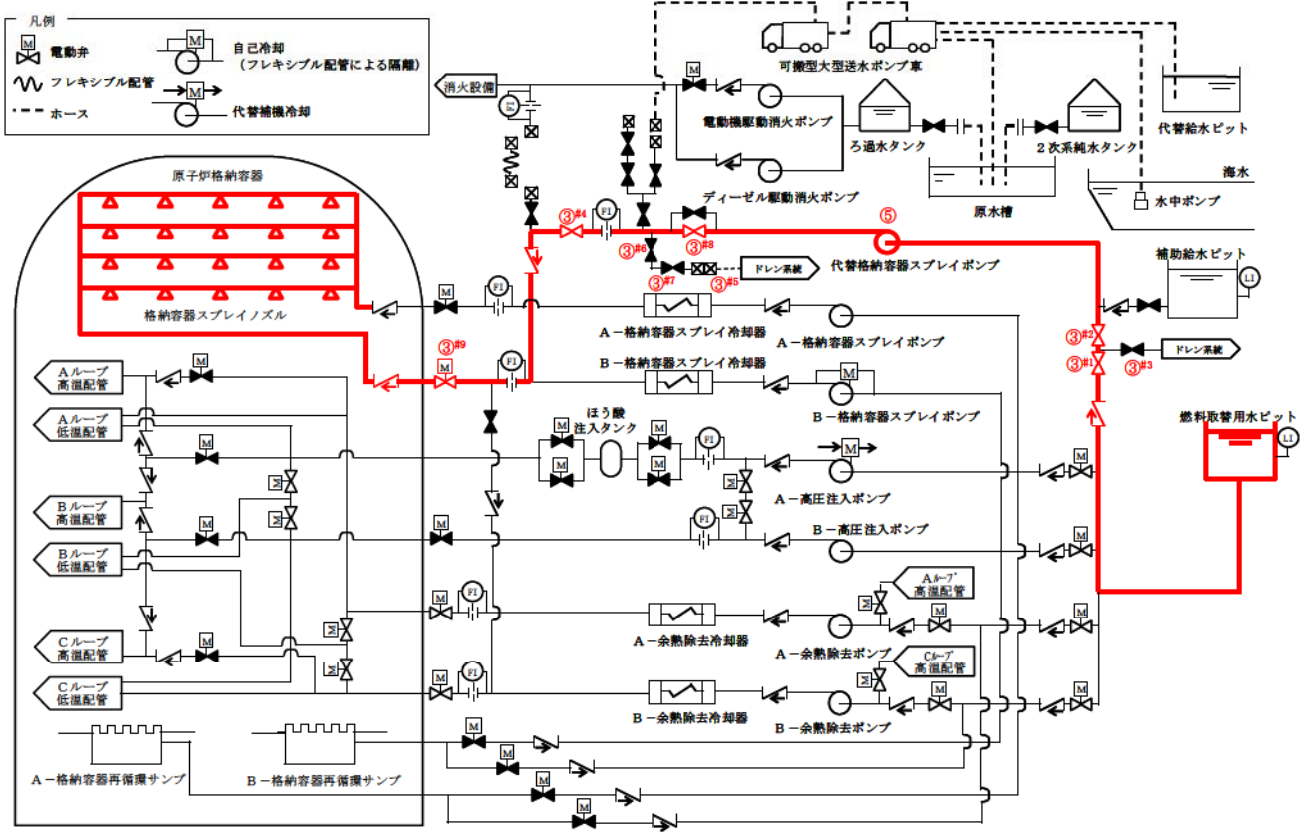 凡例
M
電動弁
フレキシブル配管
ホース
M
自己冷却
(フレキシブル配管による隔離)
M
代替補機冷却
可搬型大型送水ポンプ車
消火設備
M
電動機駆動消火ポンプ
ろ過水タンク
2次系純水タンク
代替給水ピット
ディーゼル駆動消火ポンプ
原水槽
海水
水中ポンプ
原子炉格納容器
格納容器スプレイノズル
③#4
FI
③#6
③#8
⑤
代替格納容器スプレイポンプ
③#7
③#5
ドレン系統
補助給水ピット
LI
M
FI
A-格納容器スプレイ冷却器
A-格納容器スプレイポンプ
③#2
③#1
③#3
ドレン系統
③#9
M
FI
B-格納容器スプレイ冷却器
M
B-格納容器スプレイポンプ
燃料取替用水ピット
LI
Aループ
高温配管
M
Aループ
低温配管
M
ほう酸
注入タンク
M
M
M
M
FI
M
A-高圧注入ポンプ
M
M
M
M
M
Bループ
高温配管
M
M
FI
B-高圧注入ポンプ
M
Bループ
低温配管
Aループ
高温配管
M
M
FI
A-余熱除去冷却器
A-余熱除去ポンプ
M
M
M
Cループ
高温配管
M
M
Cループ
高温配管
M
Cループ
低温配管
M
FI
B-余熱除去冷却器
B-余熱除去ポンプ
M
M
A-格納容器再循環サンプ
B-格納容器再循環サンプ
M
M
M
M